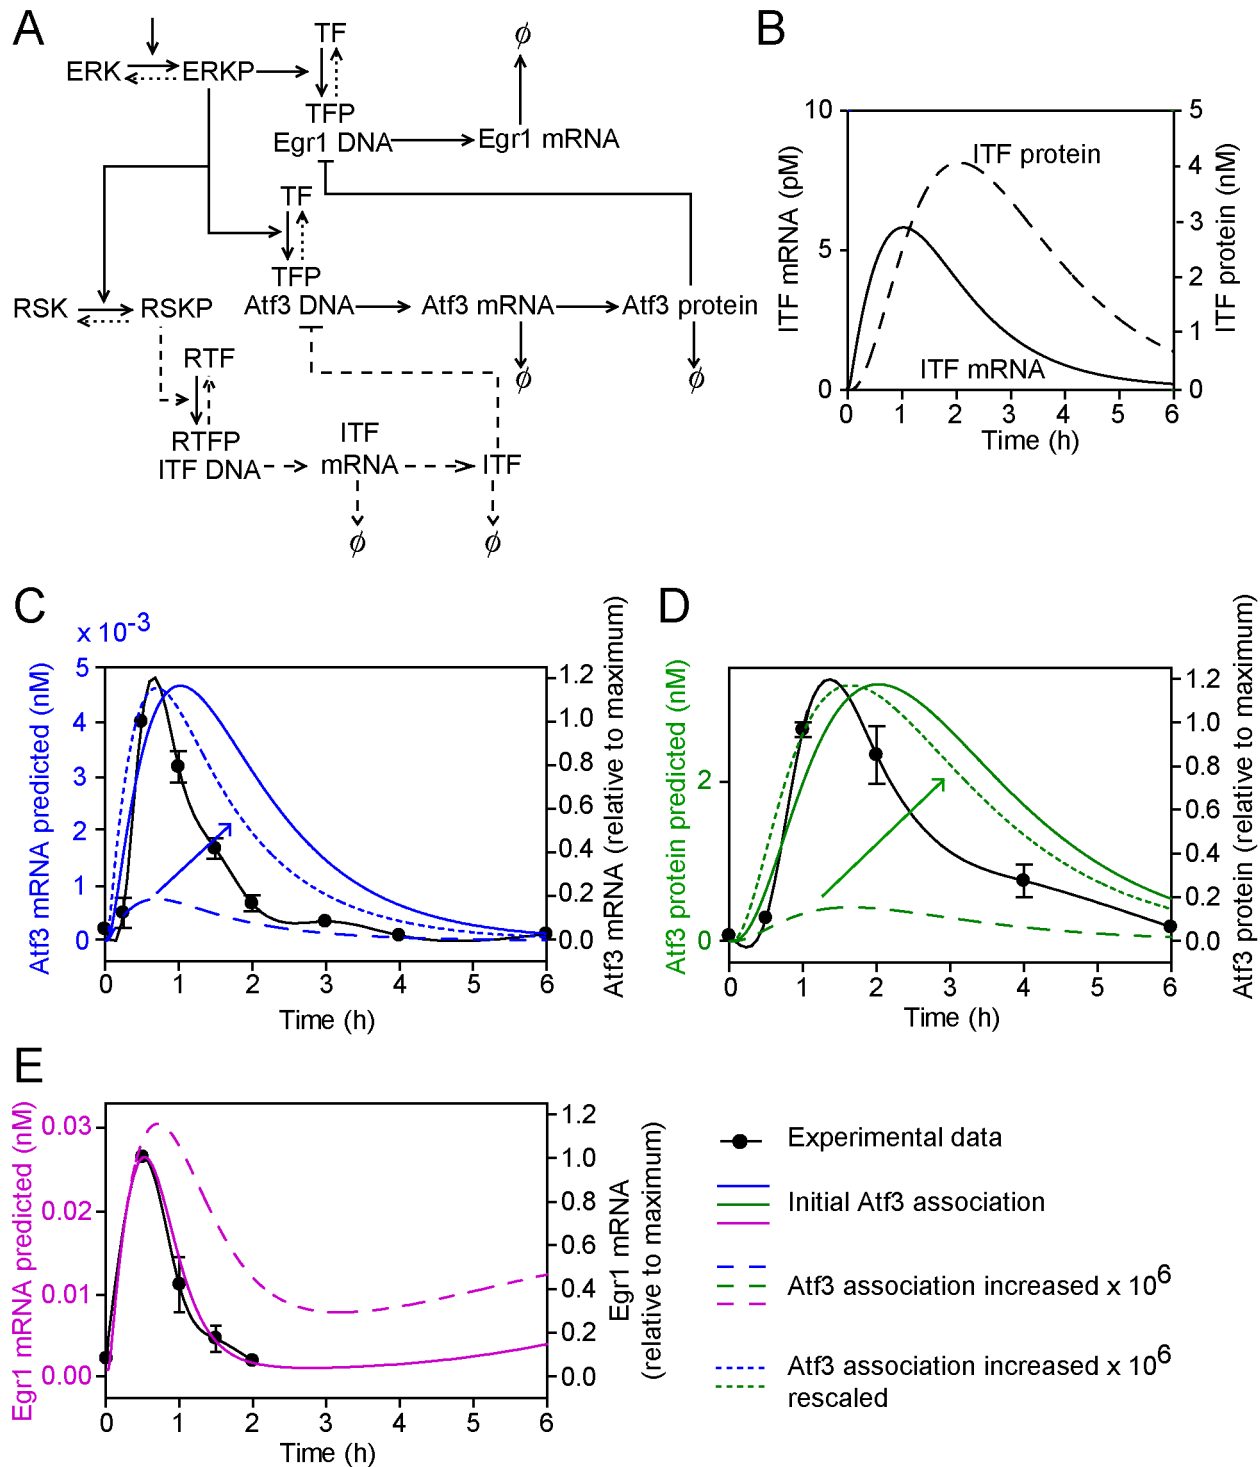 A
TF
ϕ
ERK
ERKP
TFP
Egr1 DNA
Egr1 mRNA
TF
TFP
RSK
RSKP
Atf3 DNA
Atf3 mRNA
Atf3 protein
RTF
ϕ
ϕ
RTFP
ITF DNA
ITF
mRNA
ITF
ϕ
ϕ
B
10
5
0
ITF mRNA (pM)
5
4
3
2
1
0
ITF protein (nM)
ITF protein
ITF mRNA
0 1 2 3 4 5 6
Time (h)
C
x 10-3
5
4
3
2
1
0
Atf3 mRNA predicted (nM)
1.2
1.0
0.8
0.6
0.4
0.2
0.0
Atf3 mRNA (relative to maximum)
0 1 2 3 4 5 6
Time (h)
D
2
0
Atf3 protein predicted (nM)
1.2
1.0
0.8
0.6
0.4
0.2
0.0
Atf3 protein (relative to maximum)
0 1 2 3 4 5 6
Time (h)
E
0.03
0.02
0.01
0.00
Egr1 mRNA predicted (nM)
1.2
1.0
0.8
0.6
0.4
0.2
0.0
Egr1 mRNA
(relative to maximum)
0 1 2 3 4 5 6
Time (h)
Experimental data
Initial Atf3 association
Atf3 association increased x 106
Atf3 association increased x 106
rescaled